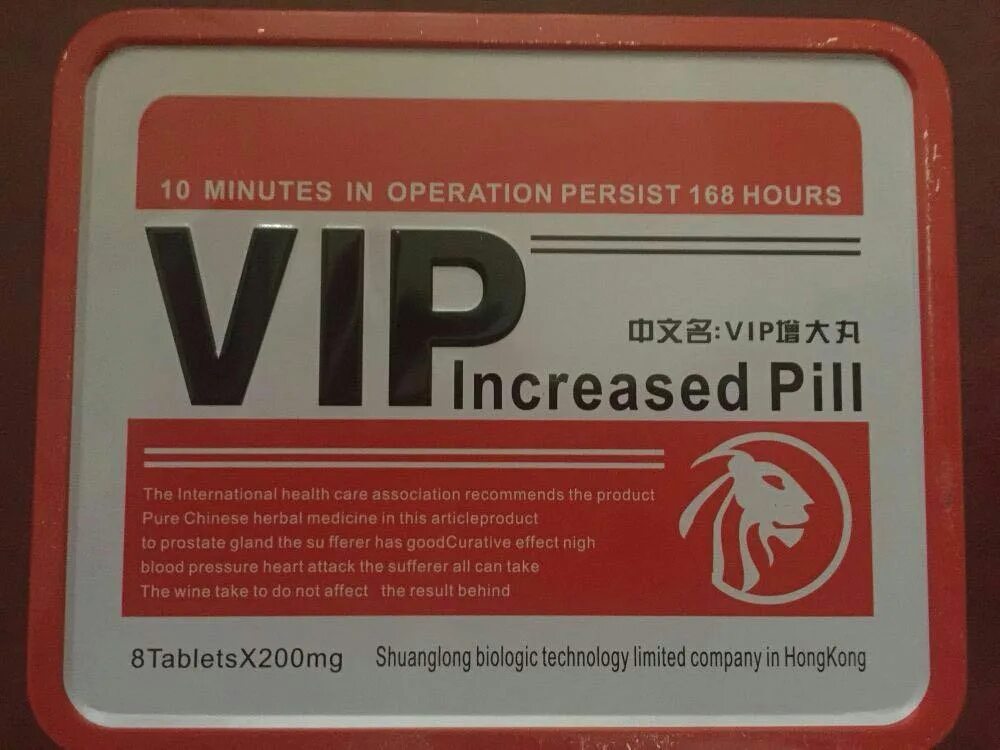 10 MINUTES IN OPERATION PERSIST 168 HOURS
VIP
中文名:VIP增大丸
Increased Pill
The International health care association recommends the product
Pure Chinese herbal medicine in this articleproduct
to prostate gland the su fferer has goodCurative effect nigh
blood pressure heart attack the sufferer all can take
The wine take to do not affect the result behind
8TabletsX200mg
Shuanglong biologic technology limited company in HongKong